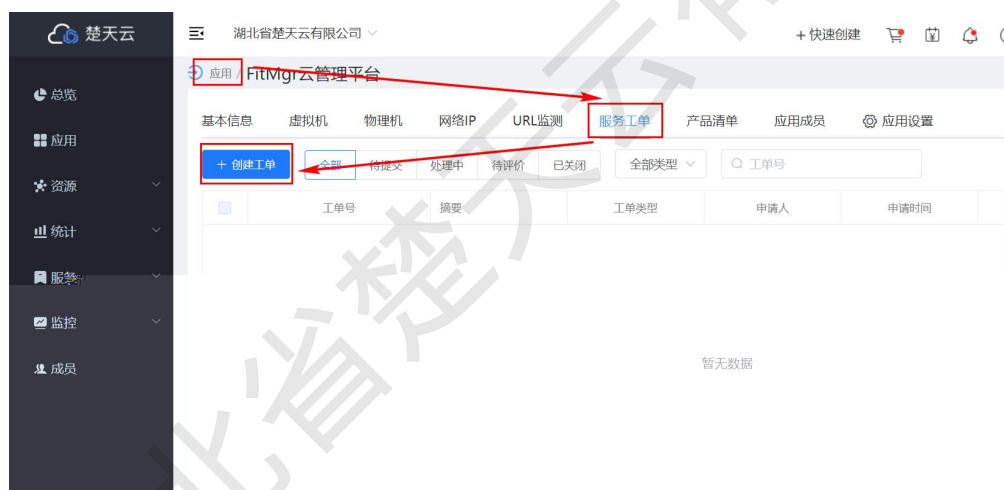 楚天云
湖北省楚天云有限公司
+ 快速创建
应用 / FitMgr云管理平台
总览
应用
资源
统计
服务
监控
成员
基本信息 虚拟机 物理机 网络IP URL监测 服务工单 产品清单 应用成员 应用设置
+ 创建工单 全部 待提交 处理中 待评价 已关闭 全部类型 工单号
工单号 摘要 工单类型 申请人 申请时间
暂无数据
北省楚天云有